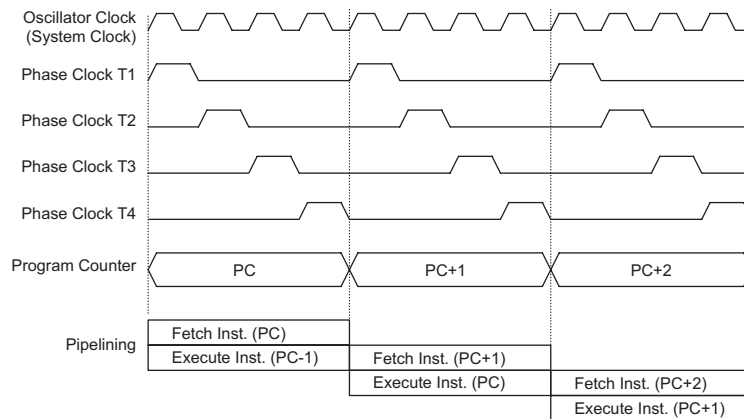 Oscillator Clock
(System Clock)
Phase Clock T1
Phase Clock T2
Phase Clock T3
Phase Clock T4
Program Counter
PC
PC+1
PC+2
Pipelining
Fetch Inst. (PC)
Execute Inst. (PC-1)
Fetch Inst. (PC+1)
Execute Inst. (PC)
Fetch Inst. (PC+2)
Execute Inst. (PC+1)